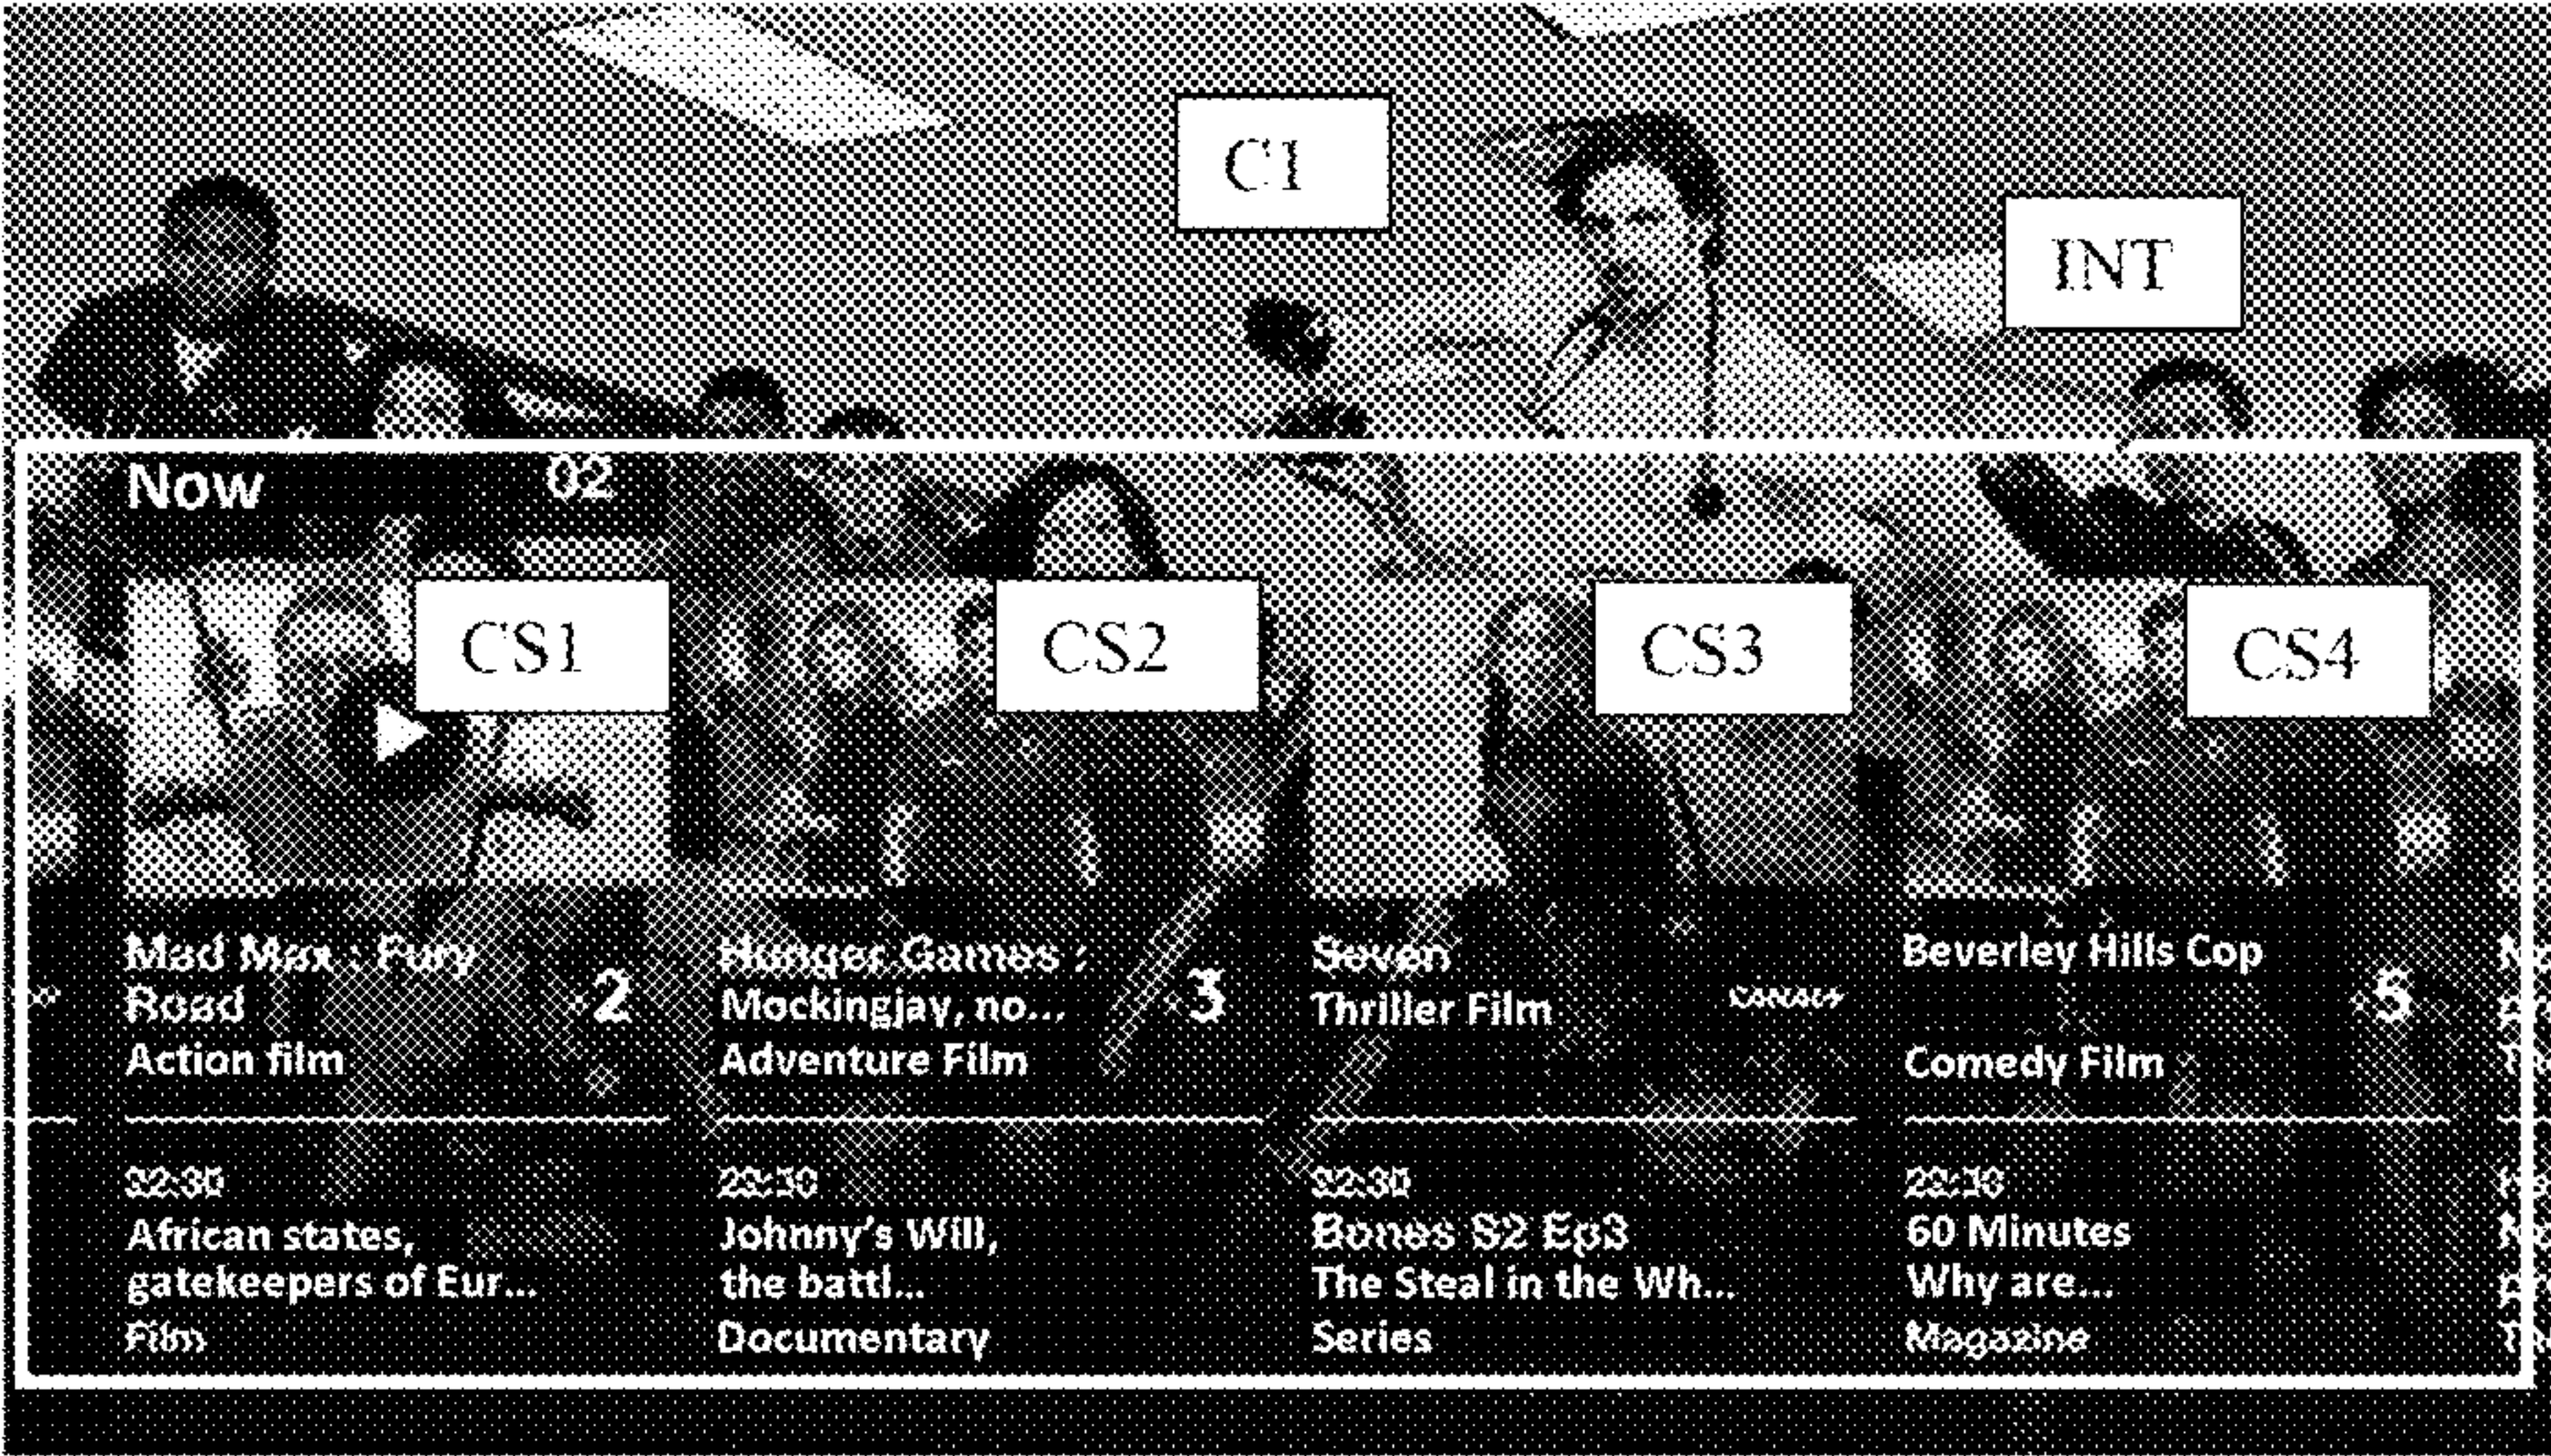 C1
INT
Now 02
CS1 CS2 CS3 CS4
Mad Max : Fury
Road
Action film
2
Hunger Games :
Mockingjay, no...
Adventure Film
3
Seven
Thriller Film
CANAL+
Beverley Hills Cop
Comedy Film
5
22:30
African states,
gatekeepers of Eur...
Film
22:30
Johnny's Will,
the battl...
Documentary
22:30
Bones S2 Ep3
The Steal in the Wh...
Series
22:30
60 Minutes
Why are...
Magazine